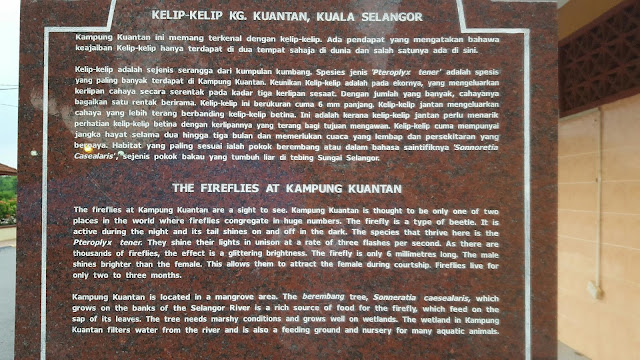 KELIP-KELIP KG. KUANTAN, KUALA SELANGOR
Kampung Kuantan ini memang terkenal dengan kelip-kelip. Ada pendapat yang mengatakan bahawa
keajaiban Kelip-kelip hanya terdapat di dua tempat sahaja di dunia dan salah satunya ada di sini.
Kelip-kelip adalah sejenis serangga dari kumpulan kumbang. Spesies jenis 'Pteroplyx tener' adalah spesis
yang paling banyak terdapat di Kampung Kuantan. Keunikan Kelip-kelip adalah pada ekornya, yang mengeluarkan
kerlipan cahaya secara serentak pada kadar tiga kerlipan sesaat. Dengan jumlah yang banyak, cahayanya
bagaikan satu rentak berirama. Kelip-kelip ini berukuran cuma 6 mm panjang. Kelip-kelip jantan mengeluarkan
cahaya yang lebih terang berbanding kelip-kelip betina. Ini adalah kerana kelip-kelip jantan perlu menarik
perhatian kelip-kelip betina dengan kerlipannya yang terang bagi tujuan mengawan. Kelip-kelip cuma mempunyai
jangka hayat selama dua hingga tiga bulan dan memerlukan cuaca yang lembap dan persekitaran yang
berpaya. Habitat yang paling sesuai ialah pokok berembang atau dalam bahasa saintifiknya 'Sonnoretia
Casealaris', sejenis pokok bakau yang tumbuh liar di tebing Sungai Selangor.
THE FIREFLIES AT KAMPUNG KUANTAN
The fireflies at Kampung Kuantan are a sight to see. Kampung Kuantan is thought to be only one of two
places in the world where fireflies congregate in huge numbers. The firefly is a type of beetle. It is
active during the night and its tail shines on and off in the dark. The species that thrive here is the
Pteroplyx tener. They shine their lights in unison at a rate of three flashes per second. As there are
thousands of fireflies, the effect is a glittering brightness. The firefly is only 6 millimetres long. The male
shines brighter than the female. This allows them to attract the female during courtship. Fireflies live for
only two to three months.
Kampung Kuantan is located in a mangrove area. The berembang tree, Sonneratia caesealaris, which
grows on the banks of the Selangor River is a rich source of food for the firefly, which feed on the
sap of its leaves. The tree needs marshy conditions and grows well on wetlands. The wetland in Kampung
Kuantan filters water from the river and is also a feeding ground and nursery for many aquatic animals.